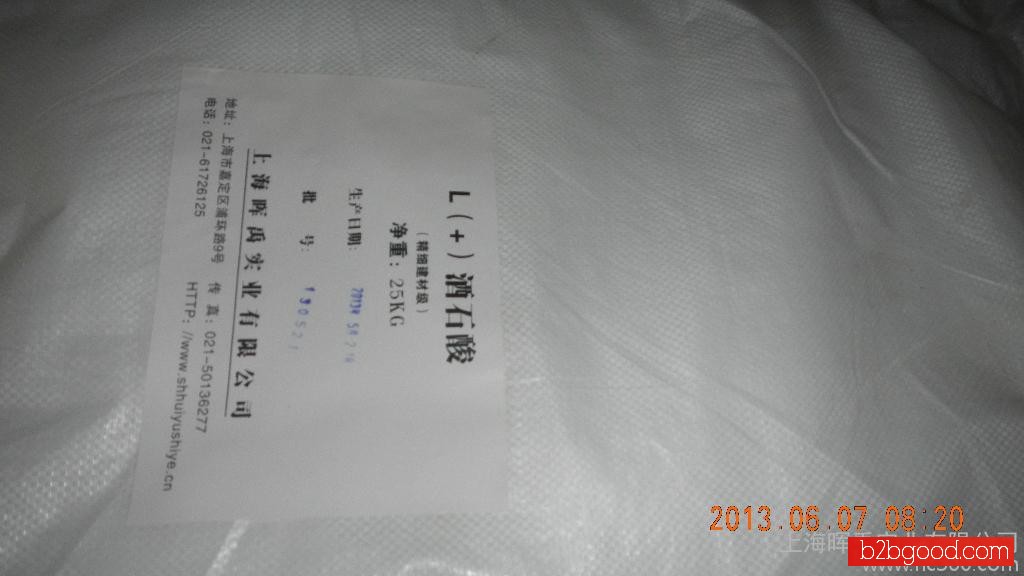 L(+)酒石酸
(精细建材级)
净重：25KG
生产日期：
批 号：130521
上海晖禹实业有限公司
地址：上海市嘉定区浦环路9号 传真：021-50136277
电话：021-61726125 HTTP：//www.shhuiyushiye.cn
2013.06.07 08:20
b2bgood.com